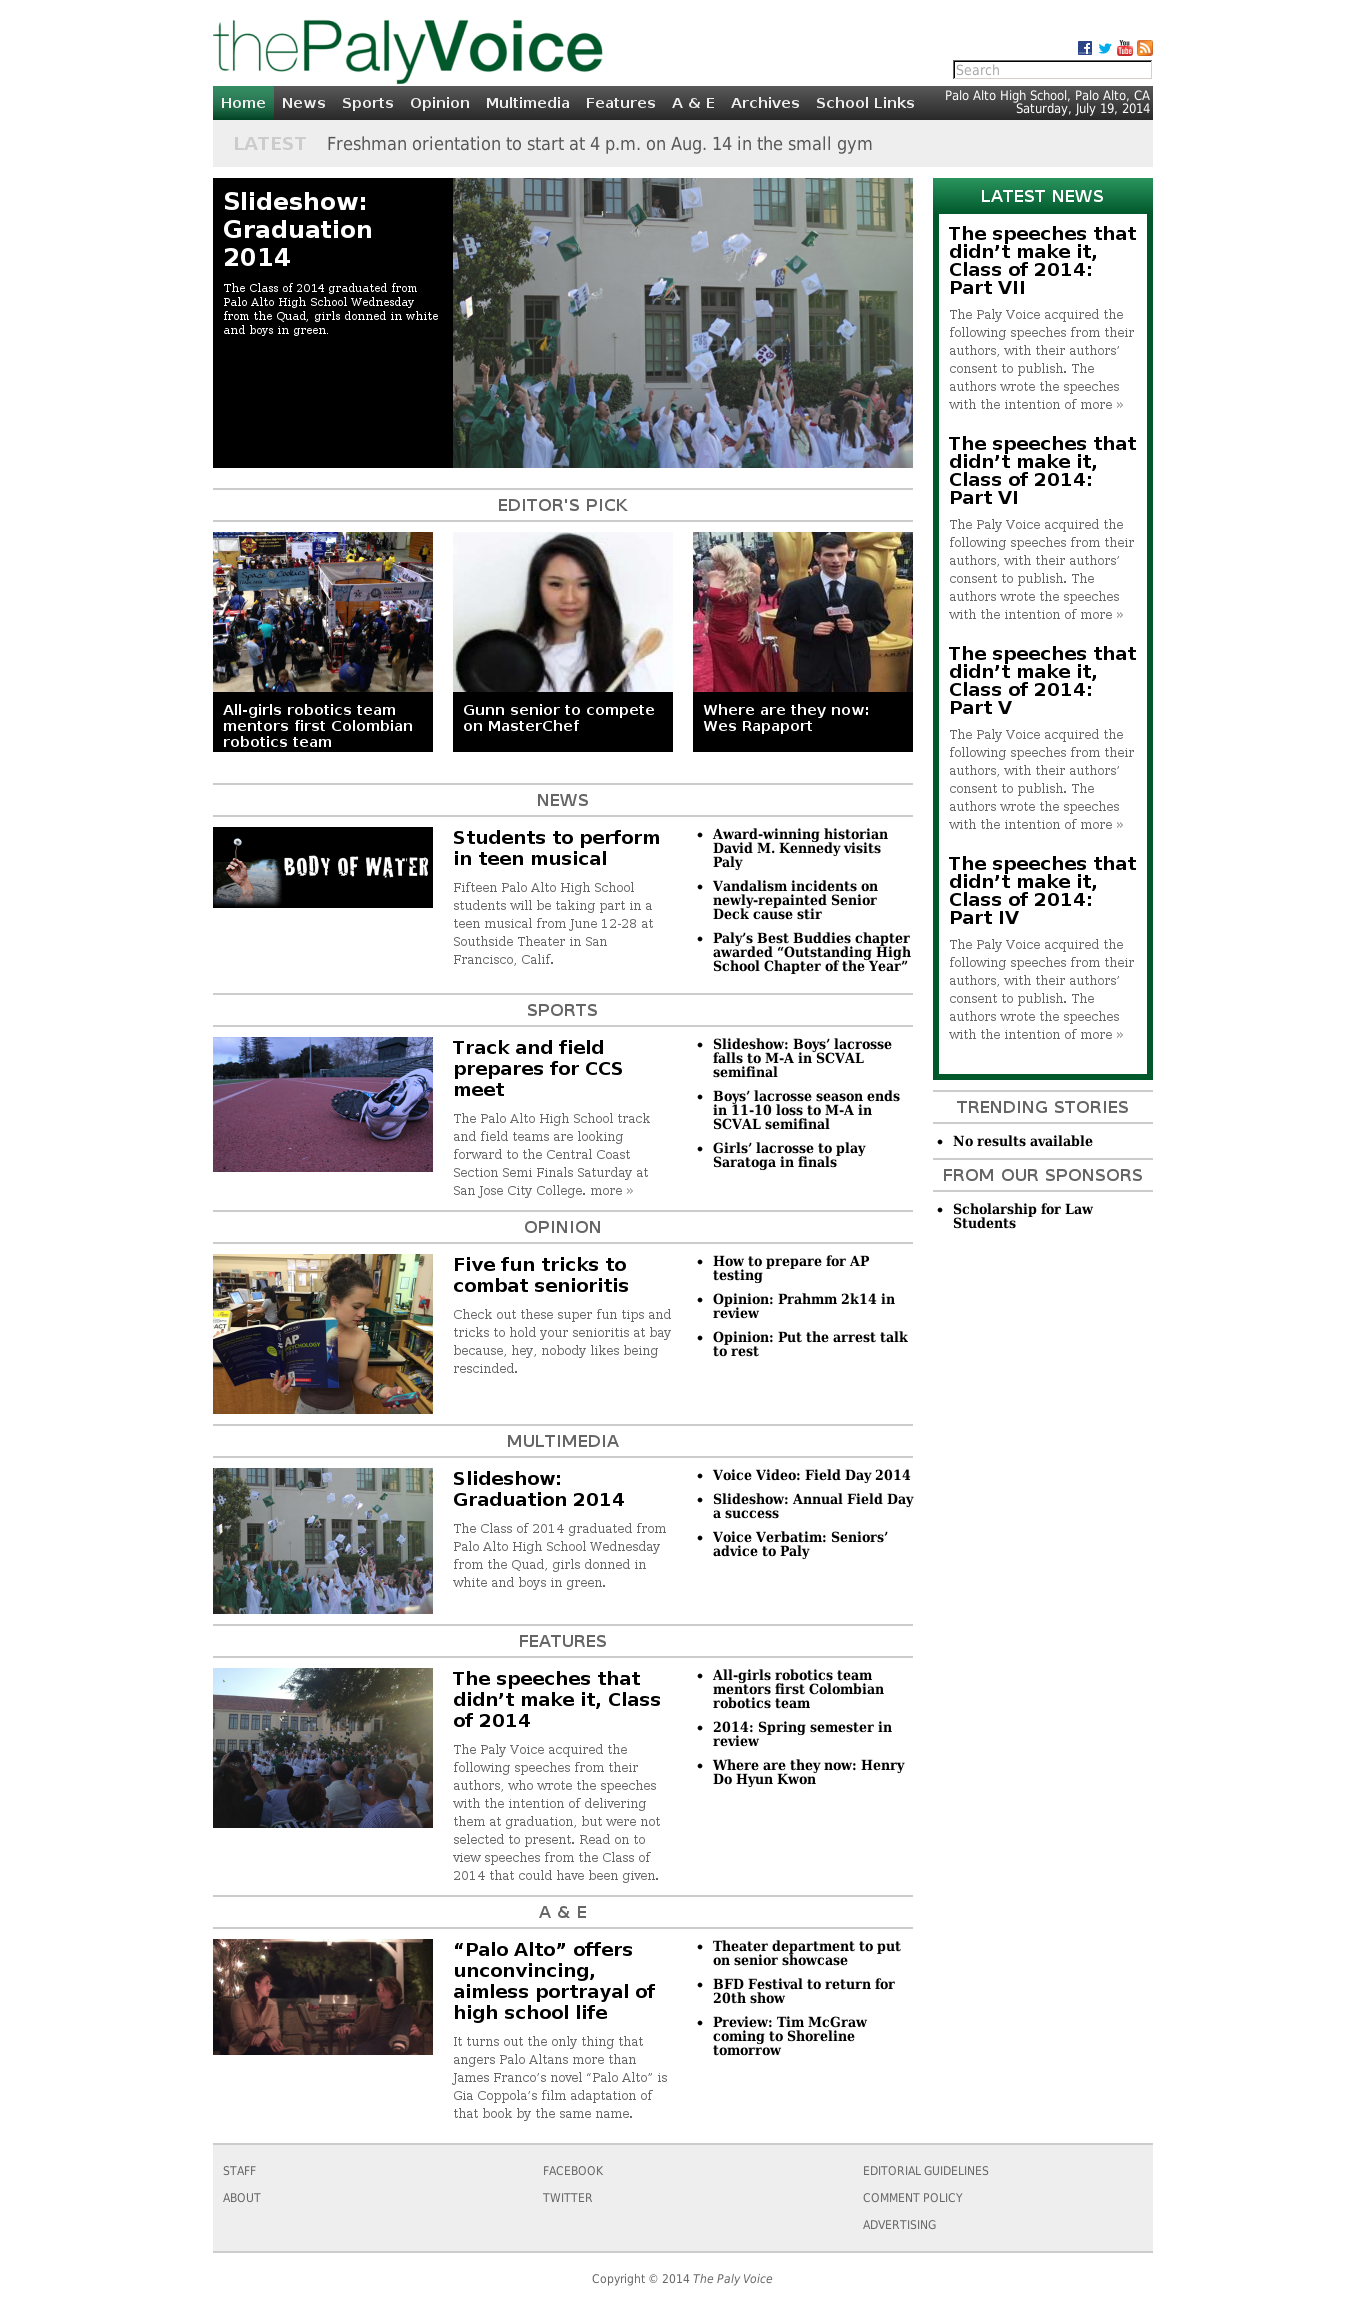 thePalyVoice
Search
Home News Sports Opinion Multimedia Features A & E Archives School Links
Palo Alto High School, Palo Alto, CA
Saturday, July 19, 2014
LATEST Freshman orientation to start at 4 p.m. on Aug. 14 in the small gym
Slideshow:
Graduation
2014
The Class of 2014 graduated from
Palo Alto High School Wednesday
from the Quad, girls donned in white
and boys in green.
EDITOR'S PICK
All-girls robotics team
mentors first Colombian
robotics team
Gunn senior to compete
on MasterChef
Where are they now:
Wes Rapaport
NEWS
BODY OF WATER
Students to perform
in teen musical
Fifteen Palo Alto High School
students will be taking part in a
teen musical from June 12-28 at
Southside Theater in San
Francisco, Calif.
• Award-winning historian
David M. Kennedy visits
Paly
• Vandalism incidents on
newly-repainted Senior
Deck cause stir
• Paly’s Best Buddies chapter
awarded “Outstanding High
School Chapter of the Year”
SPORTS
Track and field
prepares for CCS
meet
The Palo Alto High School track
and field teams are looking
forward to the Central Coast
Section Semi Finals Saturday at
San Jose City College. more »
• Slideshow: Boys’ lacrosse
falls to M-A in SCVAL
semifinal
• Boys’ lacrosse season ends
in 11-10 loss to M-A in
SCVAL semifinal
• Girls’ lacrosse to play
Saratoga in finals
OPINION
AP
PSYCHOLOGY
Five fun tricks to
combat senioritis
Check out these super fun tips and
tricks to hold your senioritis at bay
because, hey, nobody likes being
rescinded.
• How to prepare for AP
testing
• Opinion: Prahmm 2k14 in
review
• Opinion: Put the arrest talk
to rest
MULTIMEDIA
Slideshow:
Graduation 2014
The Class of 2014 graduated from
Palo Alto High School Wednesday
from the Quad, girls donned in
white and boys in green.
• Voice Video: Field Day 2014
• Slideshow: Annual Field Day
a success
• Voice Verbatim: Seniors’
advice to Paly
FEATURES
The speeches that
didn’t make it, Class
of 2014
The Paly Voice acquired the
following speeches from their
authors, who wrote the speeches
with the intention of delivering
them at graduation, but were not
selected to present. Read on to
view speeches from the Class of
2014 that could have been given.
• All-girls robotics team
mentors first Colombian
robotics team
• 2014: Spring semester in
review
• Where are they now: Henry
Do Hyun Kwon
A & E
“Palo Alto” offers
unconvincing,
aimless portrayal of
high school life
It turns out the only thing that
angers Palo Altans more than
James Franco’s novel “Palo Alto” is
Gia Coppola’s film adaptation of
that book by the same name.
• Theater department to put
on senior showcase
• BFD Festival to return for
20th show
• Preview: Tim McGraw
coming to Shoreline
tomorrow
LATEST NEWS
The speeches that
didn’t make it,
Class of 2014:
Part VII
The Paly Voice acquired the
following speeches from their
authors, with their authors’
consent to publish. The
authors wrote the speeches
with the intention of more »
The speeches that
didn’t make it,
Class of 2014:
Part VI
The Paly Voice acquired the
following speeches from their
authors, with their authors’
consent to publish. The
authors wrote the speeches
with the intention of more »
The speeches that
didn’t make it,
Class of 2014:
Part V
The Paly Voice acquired the
following speeches from their
authors, with their authors’
consent to publish. The
authors wrote the speeches
with the intention of more »
The speeches that
didn’t make it,
Class of 2014:
Part IV
The Paly Voice acquired the
following speeches from their
authors, with their authors’
consent to publish. The
authors wrote the speeches
with the intention of more »
TRENDING STORIES
• No results available
FROM OUR SPONSORS
• Scholarship for Law
Students
STAFF
ABOUT
FACEBOOK
TWITTER
EDITORIAL GUIDELINES
COMMENT POLICY
ADVERTISING
Copyright © 2014 The Paly Voice